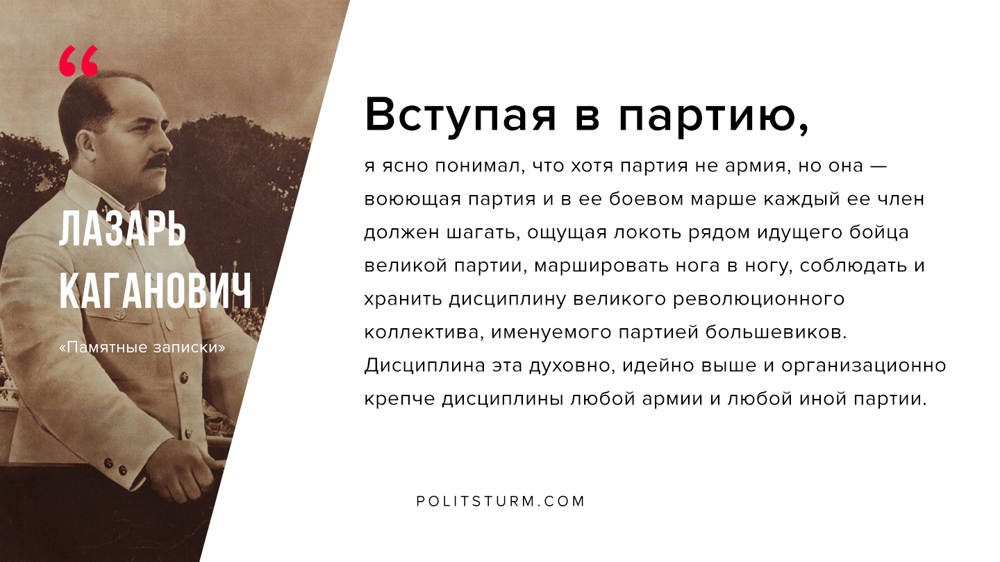 “
ЛАЗАРЬ
КАГАНОВИЧ
«Памятные записки»
Вступая в партию,
я ясно понимал, что хотя партия не армия, но она —
воюющая партия и в ее боевом марше каждый ее член
должен шагать, ощущая локоть рядом идущего бойца
великой партии, маршировать нога в ногу, соблюдать и
хранить дисциплину великого революционного
коллектива, именуемого партией большевиков.
Дисциплина эта духовно, идейно выше и организационно
крепче дисциплины любой армии и любой иной партии.
POLITSTURM.COM